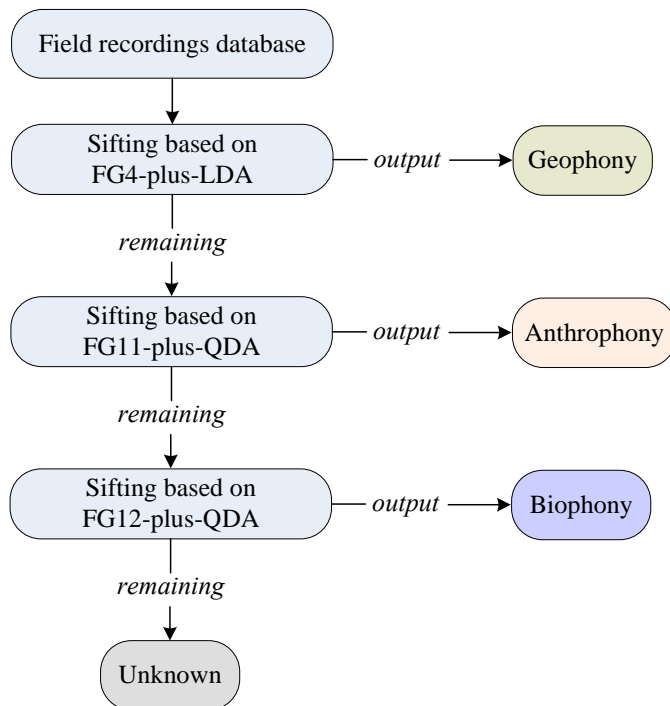 Field recordings database
Sifting based on
FG4-plus-LDA
output
Geophony
remaining
Sifting based on
FG11-plus-QDA
output
Anthrophony
remaining
Sifting based on
FG12-plus-QDA
output
Biophony
remaining
Unknown